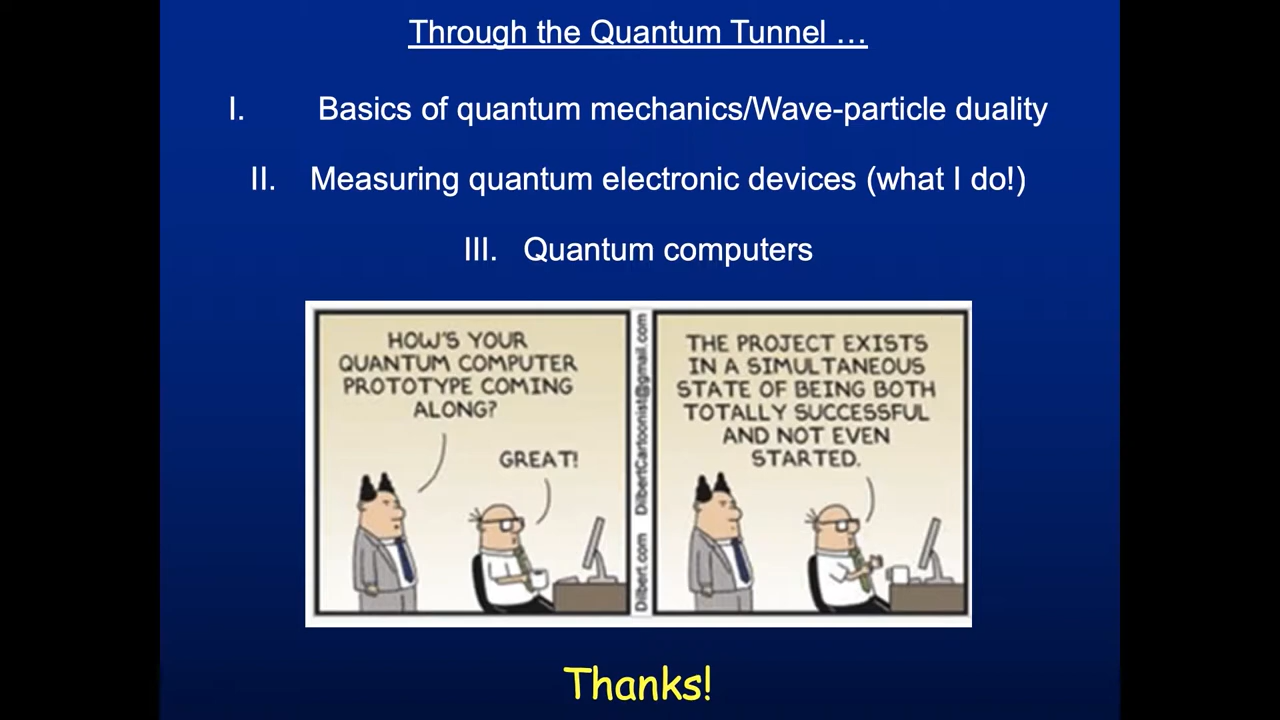 Through the Quantum Tunnel …
I. Basics of quantum mechanics/Wave-particle duality
II. Measuring quantum electronic devices (what I do!)
III. Quantum computers
HOW'S YOUR
QUANTUM COMPUTER
PROTOTYPE COMING
ALONG?
GREAT!
Dilbert.com DilbertCartoonist@gmail.com
THE PROJECT EXISTS
IN A SIMULTANEOUS
STATE OF BEING BOTH
TOTALLY SUCCESSFUL
AND NOT EVEN
STARTED.
Thanks!